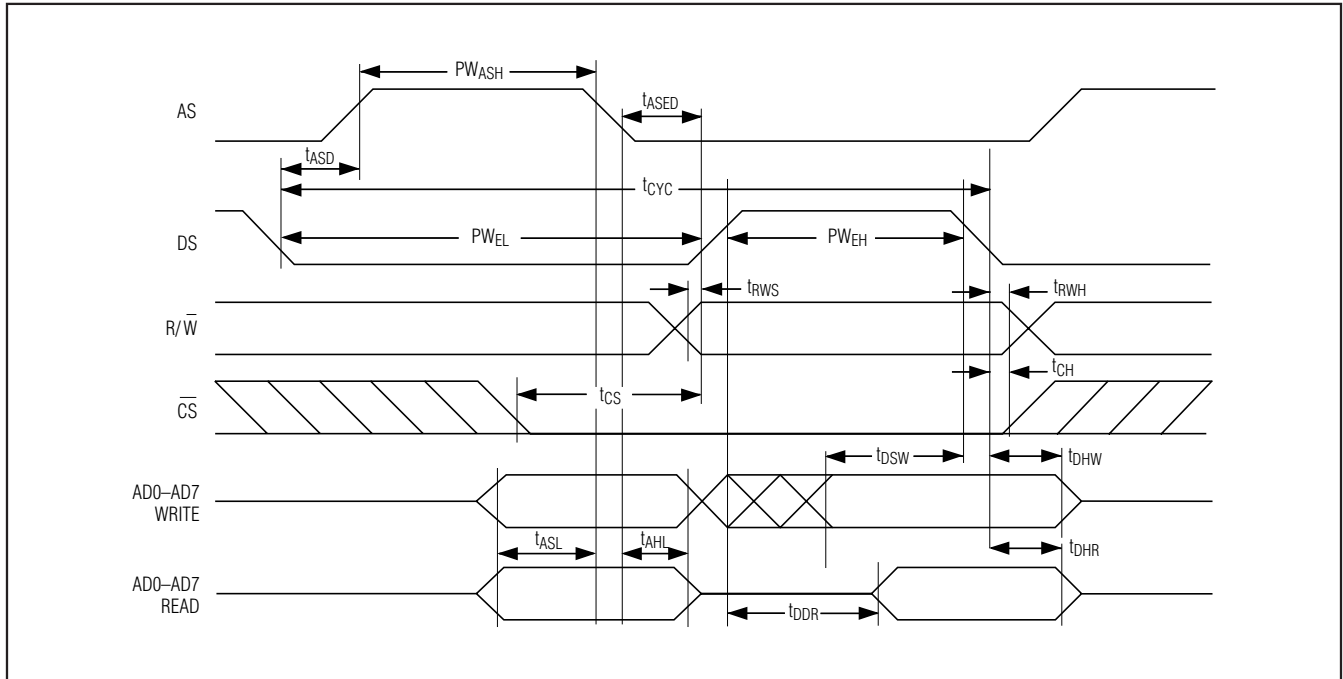 PWASH
AS
tASED
tASD
tCYC
DS
PWEL
PWEH
tRWS
tRWH
R/W̅
tCH
C̅S̅
tCS
tDSW
tDHW
AD0–AD7
WRITE
tASL
tAHL
tDHR
AD0–AD7
READ
tDDR